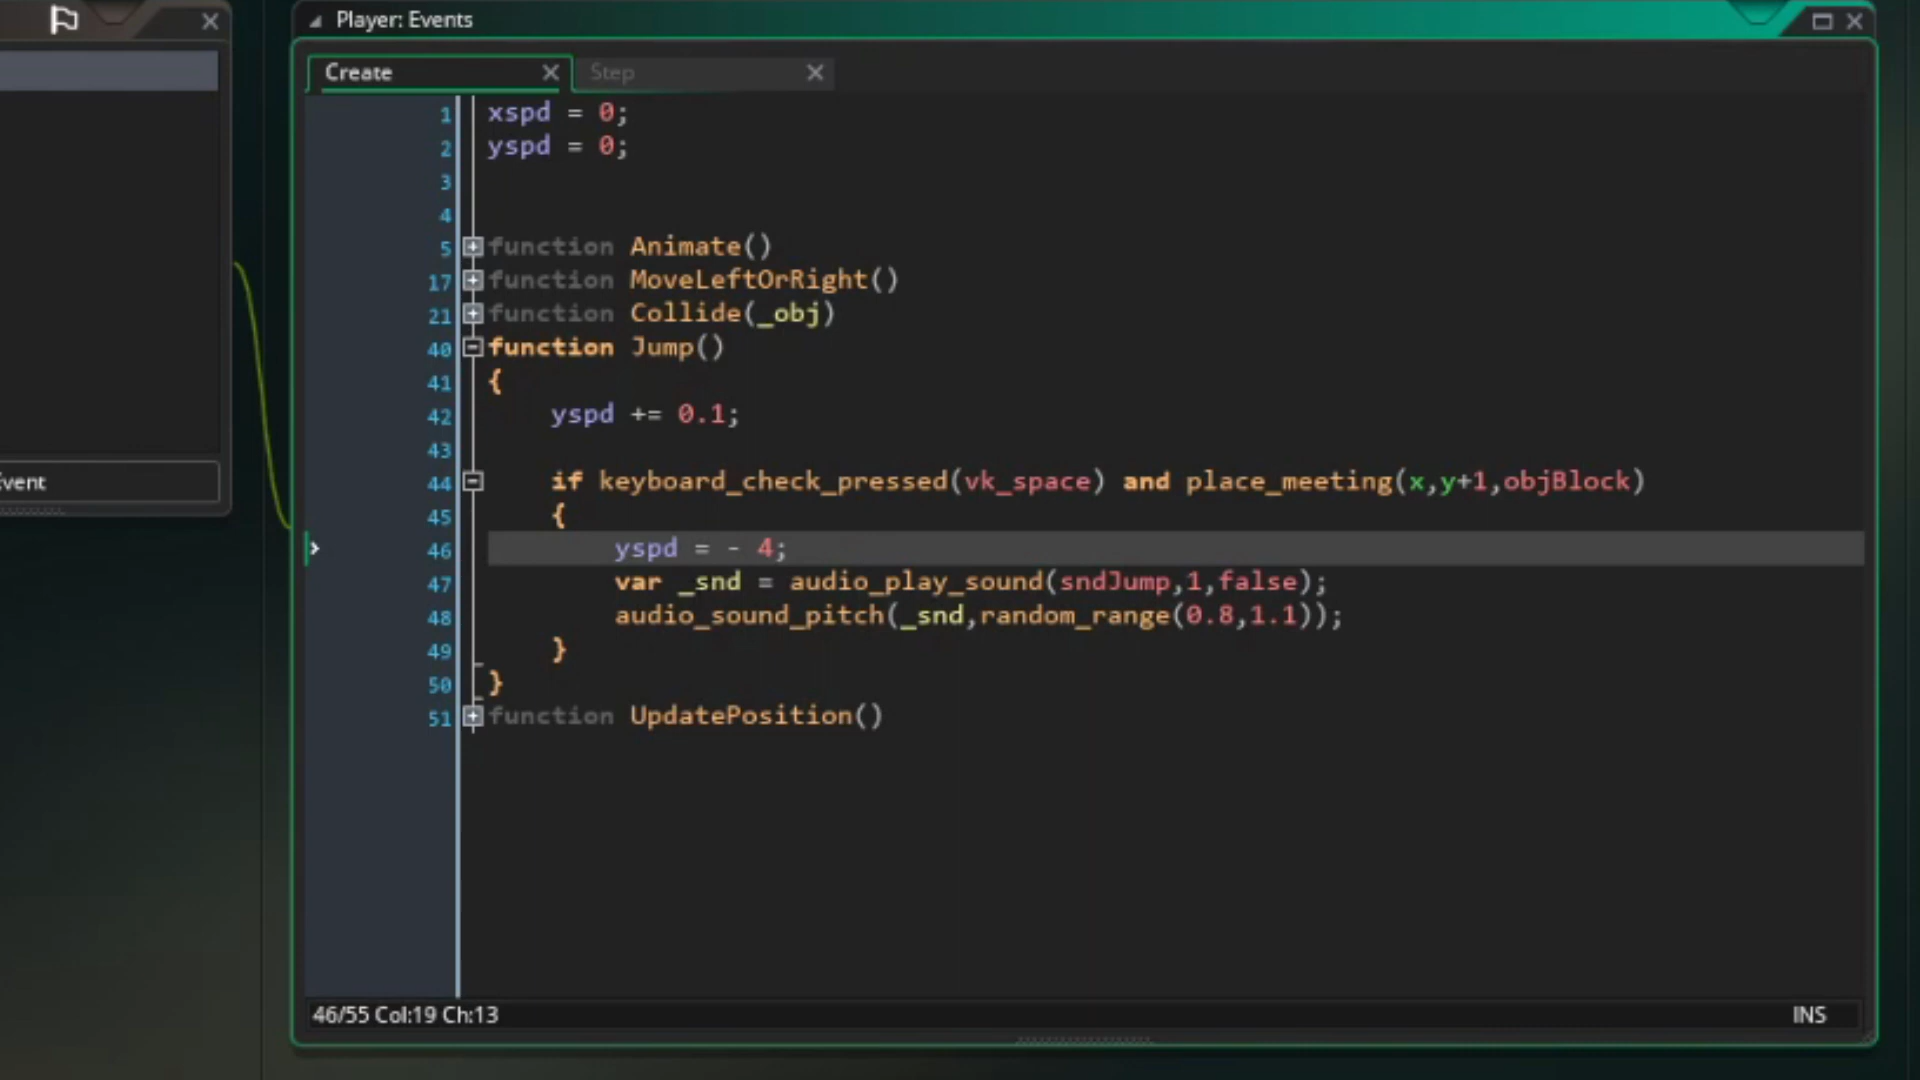 Player: Events
Create
Step
1 xspd = 0;
2 yspd = 0;
3
4
5 function Animate()
17 function MoveLeftOrRight()
21 function Collide(_obj)
40 function Jump()
41 {
42 yspd += 0.1;
43
44 if keyboard_check_pressed(vk_space) and place_meeting(x,y+1,objBlock)
45 {
46 yspd = - 4;
47 var _snd = audio_play_sound(sndJump,1,false);
48 audio_sound_pitch(_snd,random_range(0.8,1.1));
49 }
50 }
51 function UpdatePosition()
Event
46/55 Col:19 Ch:13
INS